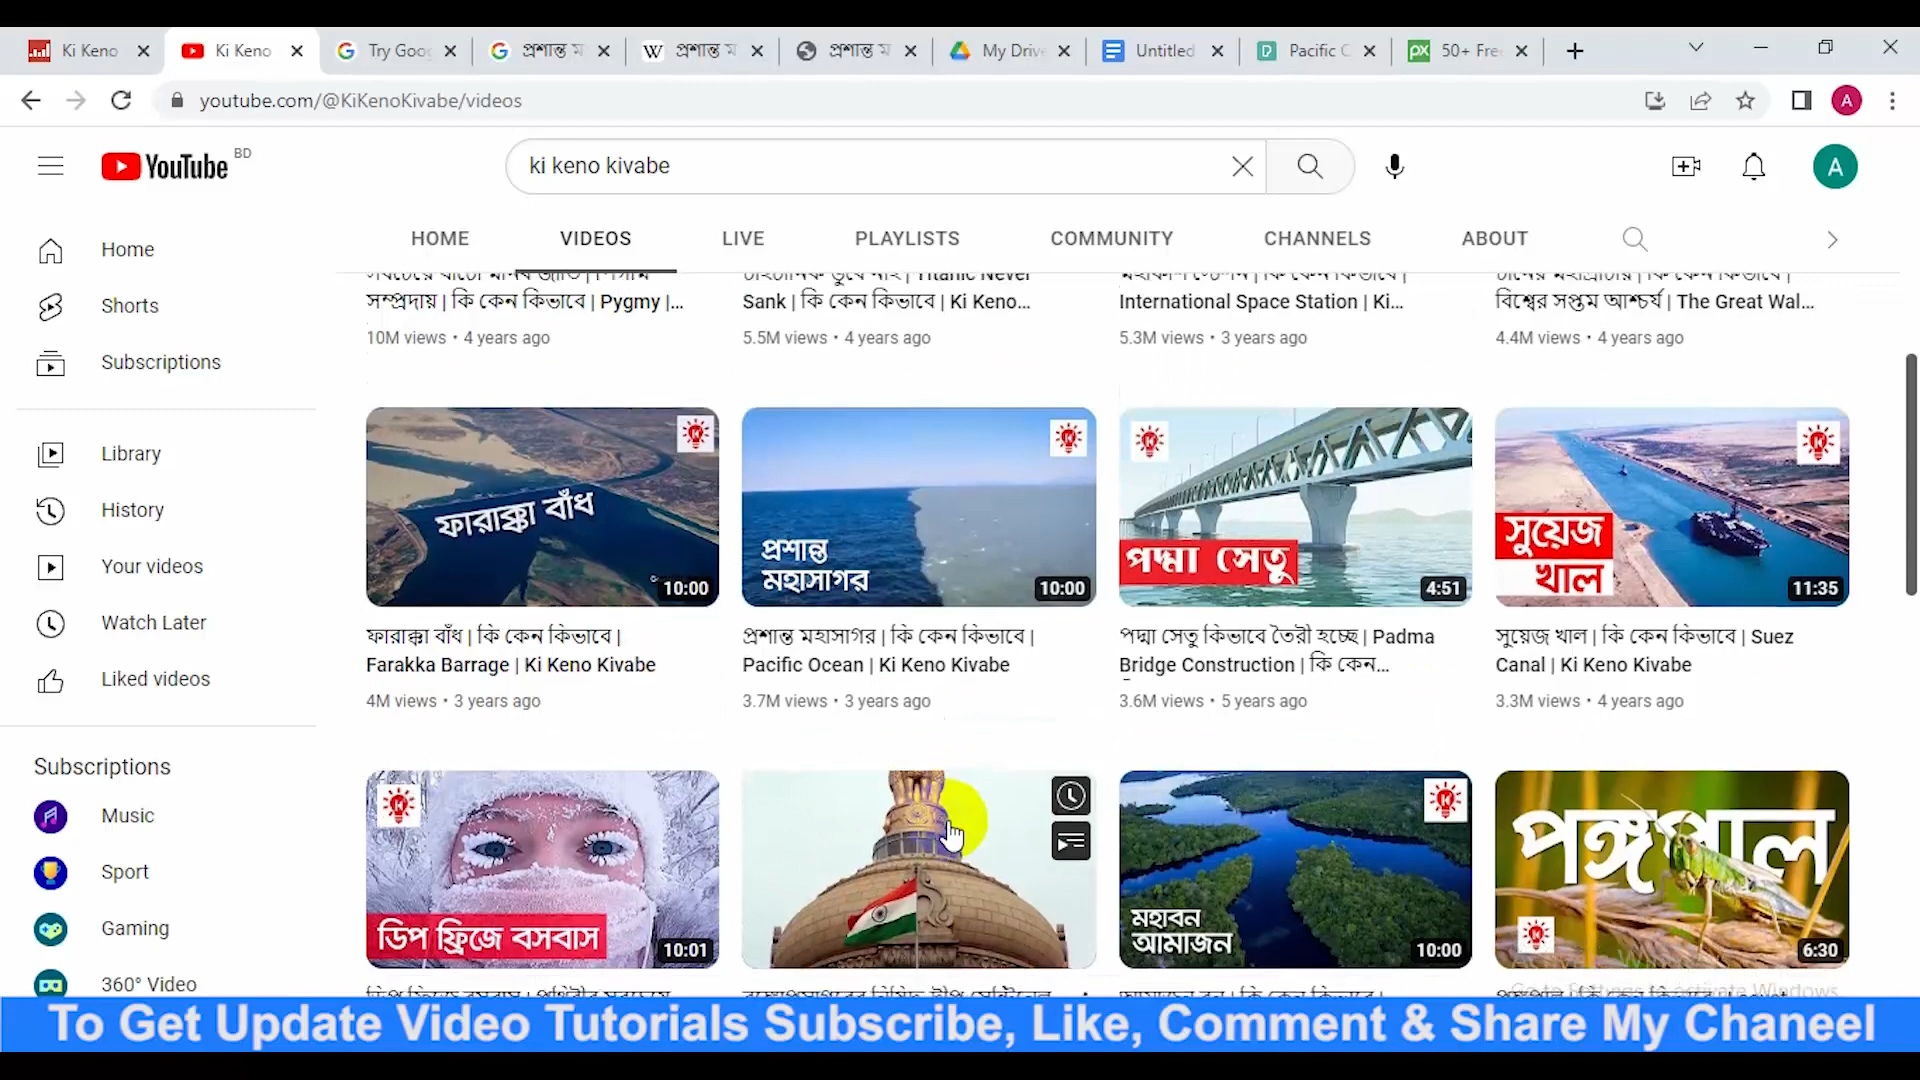 Ki Keno
Ki Keno
Try Goo
প্রশান্ত ম
প্রশান্ত ম
প্রশান্ত ম
My Driv
Untitled
Pacific C
50+ Fre
youtube.com/@KiKenoKivabe/videos
A
YouTube BD
ki keno kivabe
A
HOME VIDEOS LIVE PLAYLISTS COMMUNITY CHANNELS ABOUT
Home
Shorts
Subscriptions
Library
History
Your videos
Watch Later
Liked videos
Subscriptions
Music
Sport
Gaming
360° Video
সম্প্রদায় | কি কেন কিভাবে | Pygmy |...
10M views • 4 years ago
Sank | কি কেন কিভাবে | Ki Keno...
5.5M views • 4 years ago
International Space Station | Ki...
5.3M views • 3 years ago
বিশ্বের সপ্তম আশ্চর্য | The Great Wal...
4.4M views • 4 years ago
ফারাক্কা বাঁধ
10:00
ফারাক্কা বাঁধ | কি কেন কিভাবে |
Farakka Barrage | Ki Keno Kivabe
4M views • 3 years ago
প্রশান্ত
মহাসাগর
10:00
প্রশান্ত মহাসাগর | কি কেন কিভাবে |
Pacific Ocean | Ki Keno Kivabe
3.7M views • 3 years ago
পদ্মা সেতু
4:51
পদ্মা সেতু কিভাবে তৈরী হচ্ছে | Padma
Bridge Construction | কি কেন...
3.6M views • 5 years ago
সুয়েজ
খাল
11:35
সুয়েজ খাল | কি কেন কিভাবে | Suez
Canal | Ki Keno Kivabe
3.3M views • 4 years ago
ডিপ ফ্রিজে বসবাস
10:01
মহাবন
আমাজন
10:00
পঙ্গপাল
6:30
To Get Update Video Tutorials Subscribe, Like, Comment & Share My Chaneel